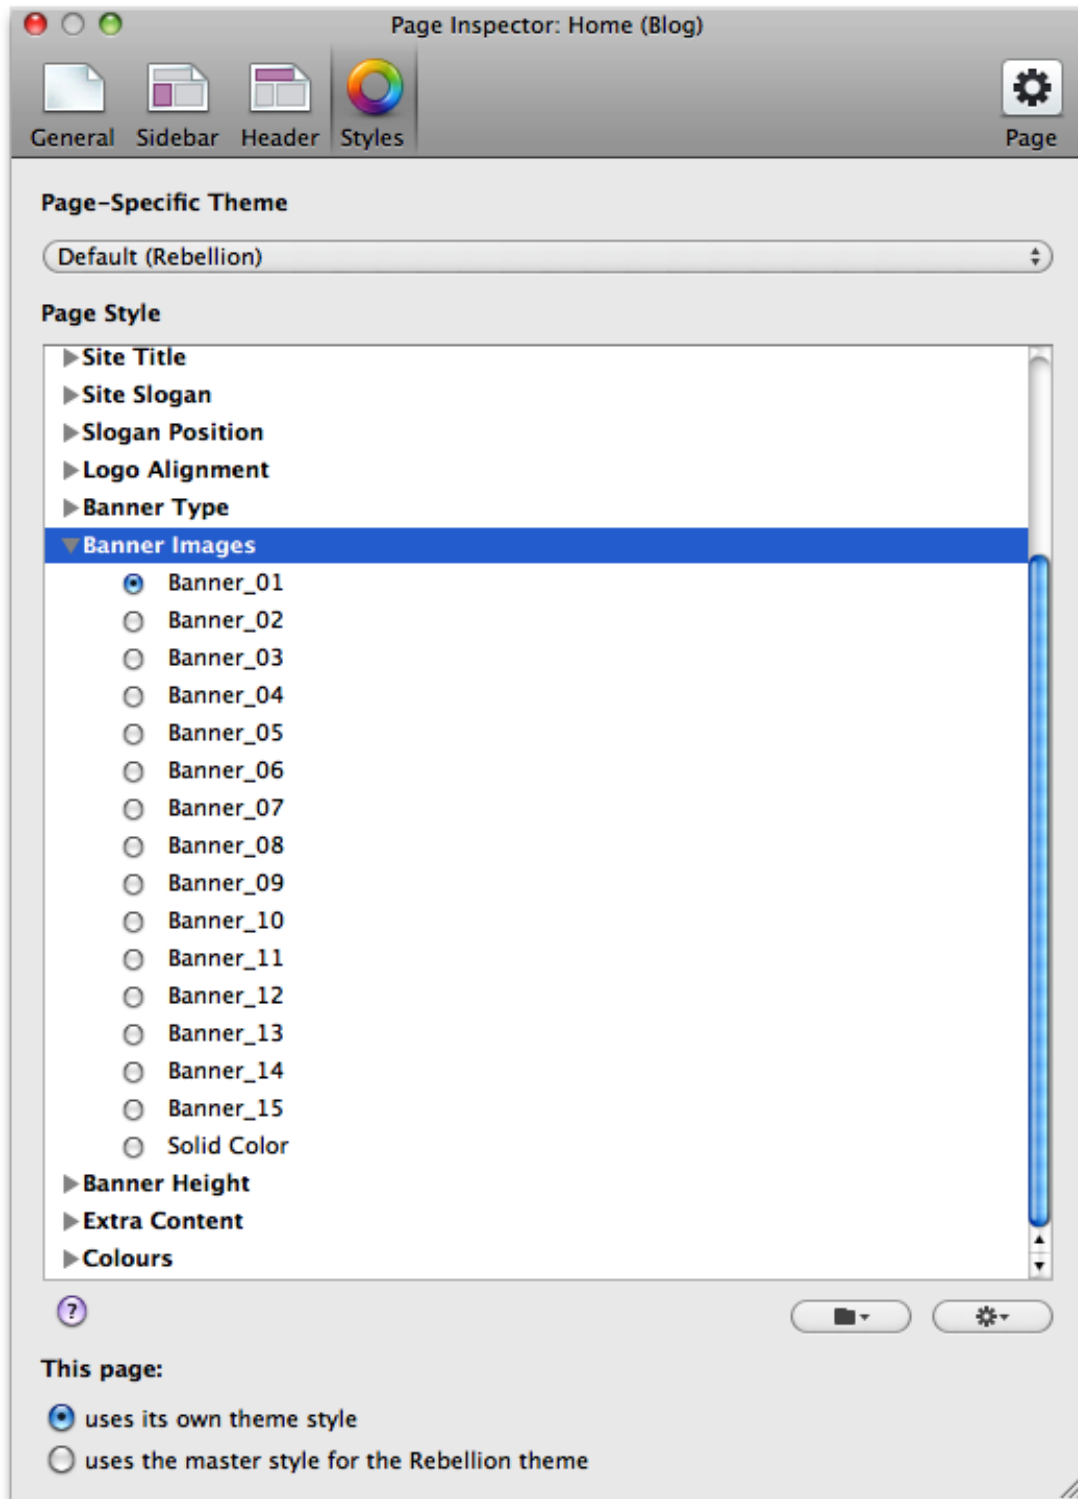 Page Inspector: Home (Blog)
General Sidebar Header Styles Page
Page-Specific Theme
Default (Rebellion)
Page Style
Site Title
Site Slogan
Slogan Position
Logo Alignment
Banner Type
Banner Images
Banner_01
Banner_02
Banner_03
Banner_04
Banner_05
Banner_06
Banner_07
Banner_08
Banner_09
Banner_10
Banner_11
Banner_12
Banner_13
Banner_14
Banner_15
Solid Color
Banner Height
Extra Content
Colours
?
This page:
uses its own theme style
uses the master style for the Rebellion theme